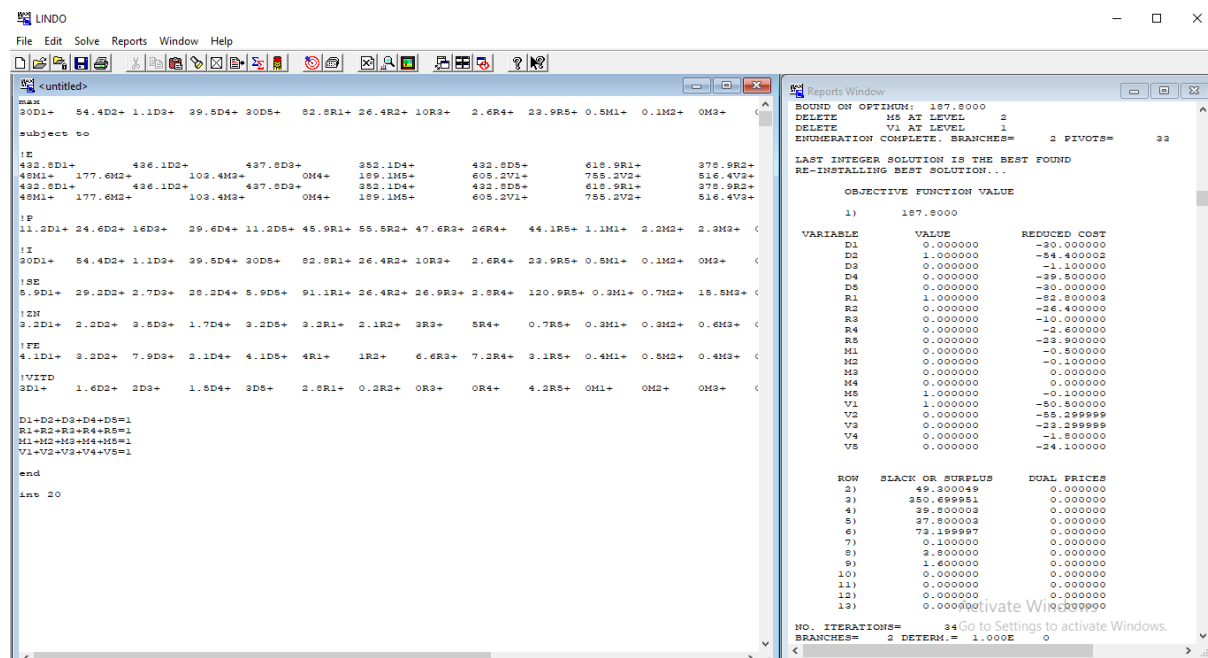 LINDO
File Edit Solve Reports Window Help
<untitled>
max
30D1+ 54.4D2+ 1.1D3+ 39.5D4+ 30D5+ 82.8R1+ 26.4R2+ 10R3+ 2.6R4+ 23.9R5+ 0.5M1+ 0.1M2+ 0M3+
subject to
!E
432.8D1+ 436.1D2+ 437.8D3+ 352.1D4+ 432.8D5+ 618.9R1+ 378.9R2+
48M1+ 177.6M2+ 103.4M3+ 0M4+ 189.1M5+ 605.2V1+ 755.2V2+ 516.4V3+
432.8D1+ 436.1D2+ 437.8D3+ 352.1D4+ 432.8D5+ 618.9R1+ 378.9R2+
48M1+ 177.6M2+ 103.4M3+ 0M4+ 189.1M5+ 605.2V1+ 755.2V2+ 516.4V3+
!P
11.2D1+ 24.6D2+ 16D3+ 29.6D4+ 11.2D5+ 45.9R1+ 55.5R2+ 47.6R3+ 26R4+ 44.1R5+ 1.1M1+ 2.2M2+ 2.3M3+
!I
30D1+ 54.4D2+ 1.1D3+ 39.5D4+ 30D5+ 82.8R1+ 26.4R2+ 10R3+ 2.6R4+ 23.9R5+ 0.5M1+ 0.1M2+ 0M3+
!SE
5.9D1+ 29.2D2+ 2.7D3+ 28.2D4+ 5.9D5+ 91.1R1+ 26.4R2+ 26.9R3+ 2.8R4+ 120.9R5+ 0.3M1+ 0.7M2+ 15.5M3+
!ZN
3.2D1+ 2.2D2+ 3.5D3+ 1.7D4+ 3.2D5+ 3.2R1+ 2.1R2+ 3R3+ 5R4+ 0.7R5+ 0.3M1+ 0.3M2+ 0.6M3+
!FE
4.1D1+ 3.2D2+ 7.9D3+ 2.1D4+ 4.1D5+ 4R1+ 1R2+ 6.6R3+ 7.2R4+ 3.1R5+ 0.4M1+ 0.5M2+ 0.4M3+
!VITD
3D1+ 1.6D2+ 2D3+ 1.5D4+ 3D5+ 2.8R1+ 0.2R2+ 0R3+ 0R4+ 4.2R5+ 0M1+ 0M2+ 0M3+
D1+D2+D3+D4+D5=1
R1+R2+R3+R4+R5=1
M1+M2+M3+M4+M5=1
V1+V2+V3+V4+V5=1
end
int 20
Reports Window
BOUND ON OPTIMUM: 187.8000
DELETE M5 AT LEVEL 2
DELETE V1 AT LEVEL 1
ENUMERATION COMPLETE. BRANCHES= 2 PIVOTS= 33
LAST INTEGER SOLUTION IS THE BEST FOUND
RE-INSTALLING BEST SOLUTION...
OBJECTIVE FUNCTION VALUE
1) 187.8000
VARIABLE VALUE REDUCED COST
D1 0.000000 -30.000000
D2 1.000000 -54.400002
D3 0.000000 -1.100000
D4 0.000000 -39.500000
D5 0.000000 -30.000000
R1 1.000000 -82.800003
R2 0.000000 -26.400000
R3 0.000000 -10.000000
R4 0.000000 -2.600000
R5 0.000000 -23.900000
M1 0.000000 -0.500000
M2 0.000000 -0.100000
M3 0.000000 0.000000
M4 0.000000 0.000000
M5 1.000000 -0.100000
V1 1.000000 -50.500000
V2 0.000000 -55.299999
V3 0.000000 -23.299999
V4 0.000000 -1.800000
V5 0.000000 -24.100000
ROW SLACK OR SURPLUS DUAL PRICES
2) 49.300049 0.000000
3) 350.699951 0.000000
4) 39.800003 0.000000
5) 37.800003 0.000000
6) 73.199997 0.000000
7) 0.100000 0.000000
8) 3.800000 0.000000
9) 1.600000 0.000000
10) 0.000000 0.000000
11) 0.000000 0.000000
12) 0.000000 0.000000
13) 0.000000 0.000000
Activate Windows
Go to Settings to activate Windows.
NO. ITERATIONS= 34
BRANCHES= 2 DETERM.= 1.000E 0